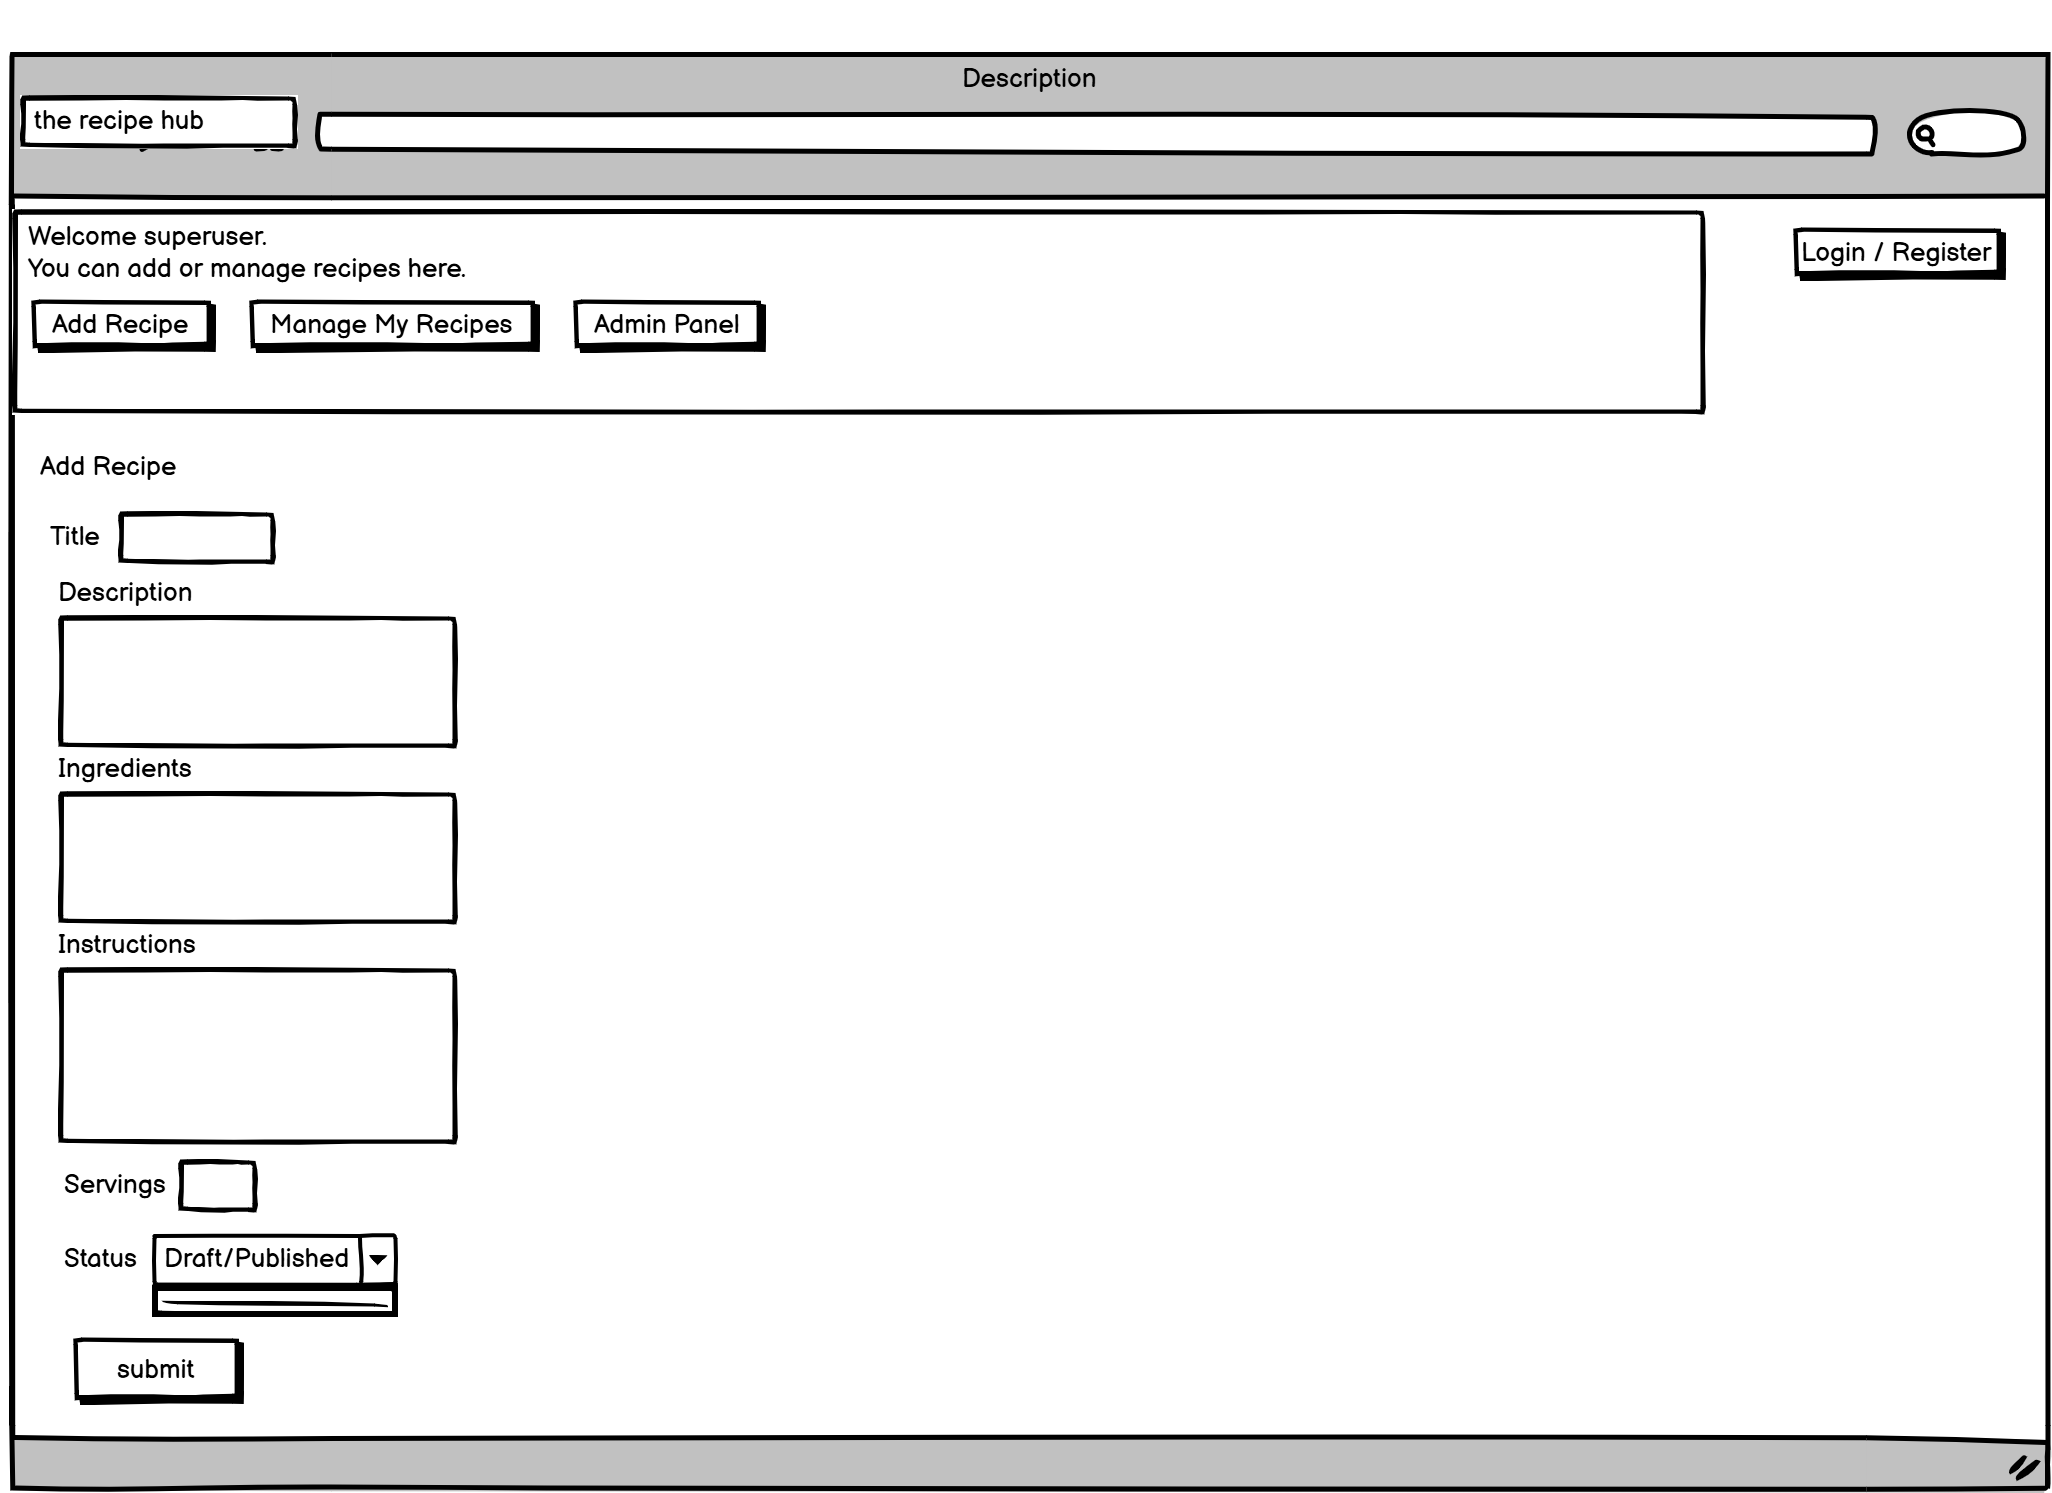 Description
the recipe hub
Welcome superuser.
You can add or manage recipes here.
Login / Register
Add Recipe
Manage My Recipes
Admin Panel
Add Recipe
Title
Description
Ingredients
Instructions
Servings
Status
Draft/Published
submit